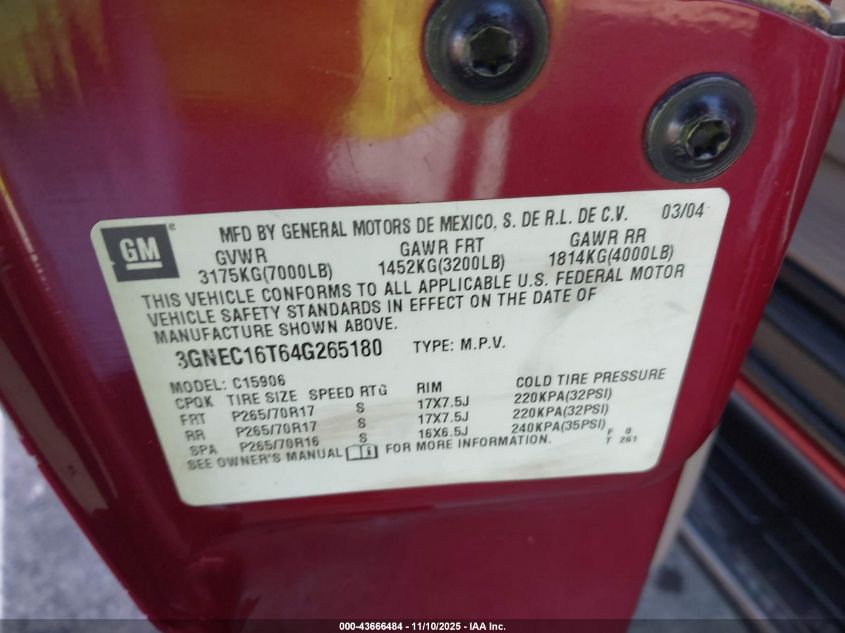 GM
MFD BY GENERAL MOTORS DE MEXICO, S. DE R.L. DE C.V. 03/04
GVWR GAWR FRT GAWR RR
3175KG(7000LB) 1452KG(3200LB) 1814KG(4000LB)
THIS VEHICLE CONFORMS TO ALL APPLICABLE U.S. FEDERAL MOTOR
VEHICLE SAFETY STANDARDS IN EFFECT ON THE DATE OF
MANUFACTURE SHOWN ABOVE.
3GNEC16T64G265180 TYPE: M.P.V.
MODEL: C15906
CPQK TIRE SIZE SPEED RTG RIM COLD TIRE PRESSURE
FRT P265/70R17 S 17X7.5J 220KPA(32PSI)
RR P265/70R17 S 17X7.5J 220KPA(32PSI)
SPA P265/70R16 S 16X6.5J 240KPA(35PSI) F 0
SEE OWNER'S MANUAL FOR MORE INFORMATION. T 261
000-43666484 — 11/10/2025 — IAA Inc.